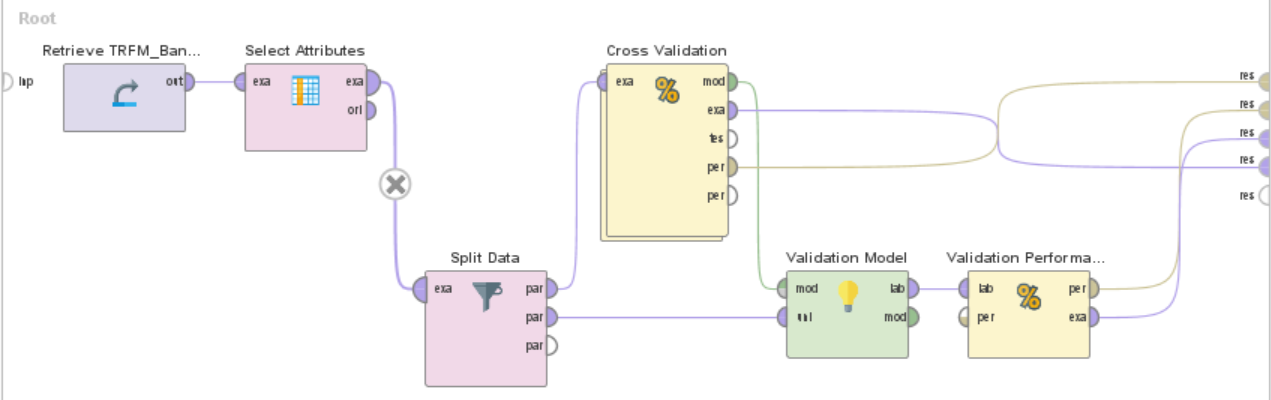 Root
Retrieve TRFM_Ban...
Select Attributes
Cross Validation
inp
out
exa
exa
ori
exa
mod
exa
tes
per
per
res
res
res
res
res
Split Data
Validation Model
Validation Performa...
exa
par
par
par
mod
unl
lab
mod
lab
per
per
exa